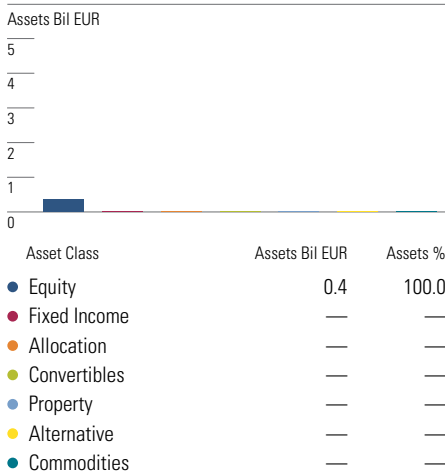 Assets Bil EUR
5
4
3
2
1
0
Asset Class Assets Bil EUR Assets %
Equity 0.4 100.0
Fixed Income — —
Allocation — —
Convertibles — —
Property — —
Alternative — —
Commodities — —